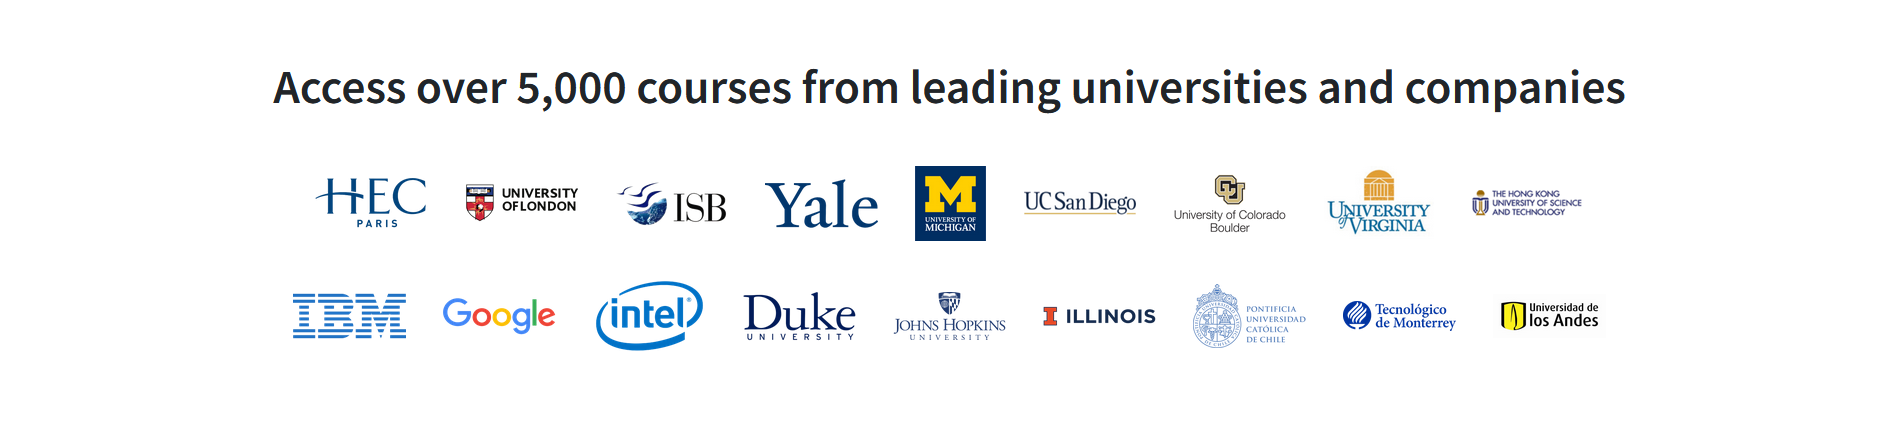 Access over 5,000 courses from leading universities and companies
HEC
PARIS
UNIVERSITY
OF LONDON
ISB
Yale
M
UNIVERSITY OF
MICHIGAN
UC San Diego
CU
University of Colorado
Boulder
UNIVERSITY
of VIRGINIA
THE HONG KONG
UNIVERSITY OF SCIENCE
AND TECHNOLOGY
IBM
Google
intel®
Duke
UNIVERSITY
JOHNS HOPKINS
UNIVERSITY
I ILLINOIS
PONTIFICIA
UNIVERSIDAD
CATÓLICA
DE CHILE
Tecnológico
de Monterrey
Universidad de
los Andes